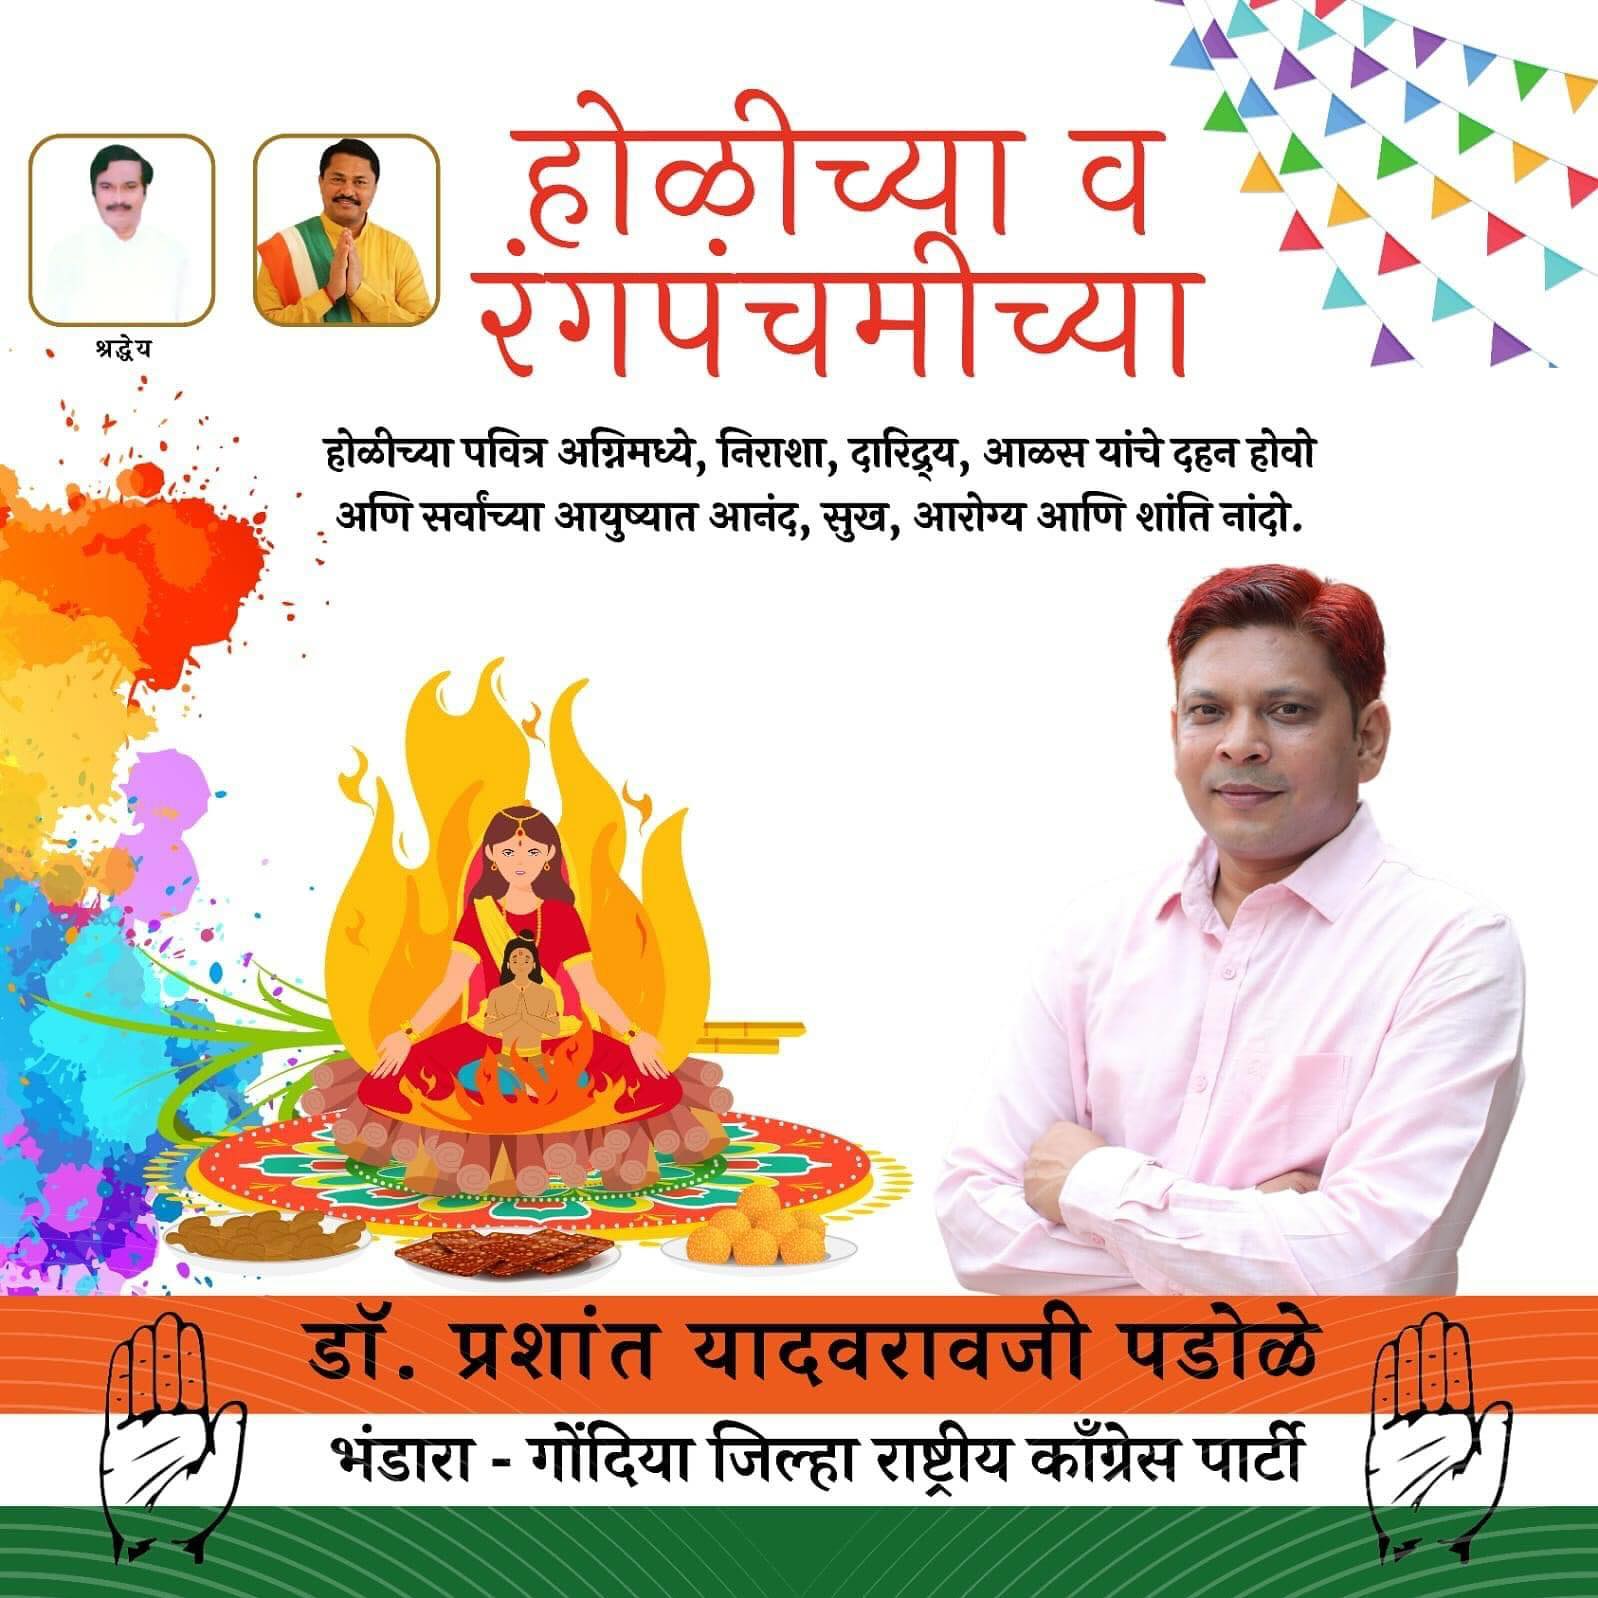 होळीच्या व
रंगपंचमीच्या
श्रद्धेय
होळीच्या पवित्र अग्निमध्ये, निराशा, दारिद्र्य, आळस यांचे दहन होवो
अणि सर्वांच्या आयुष्यात आनंद, सुख, आरोग्य आणि शांति नांदो.
डॉ. प्रशांत यादवरावजी पडोळे
भंडारा - गोंदिया जिल्हा राष्ट्रीय काँग्रेस पार्टी